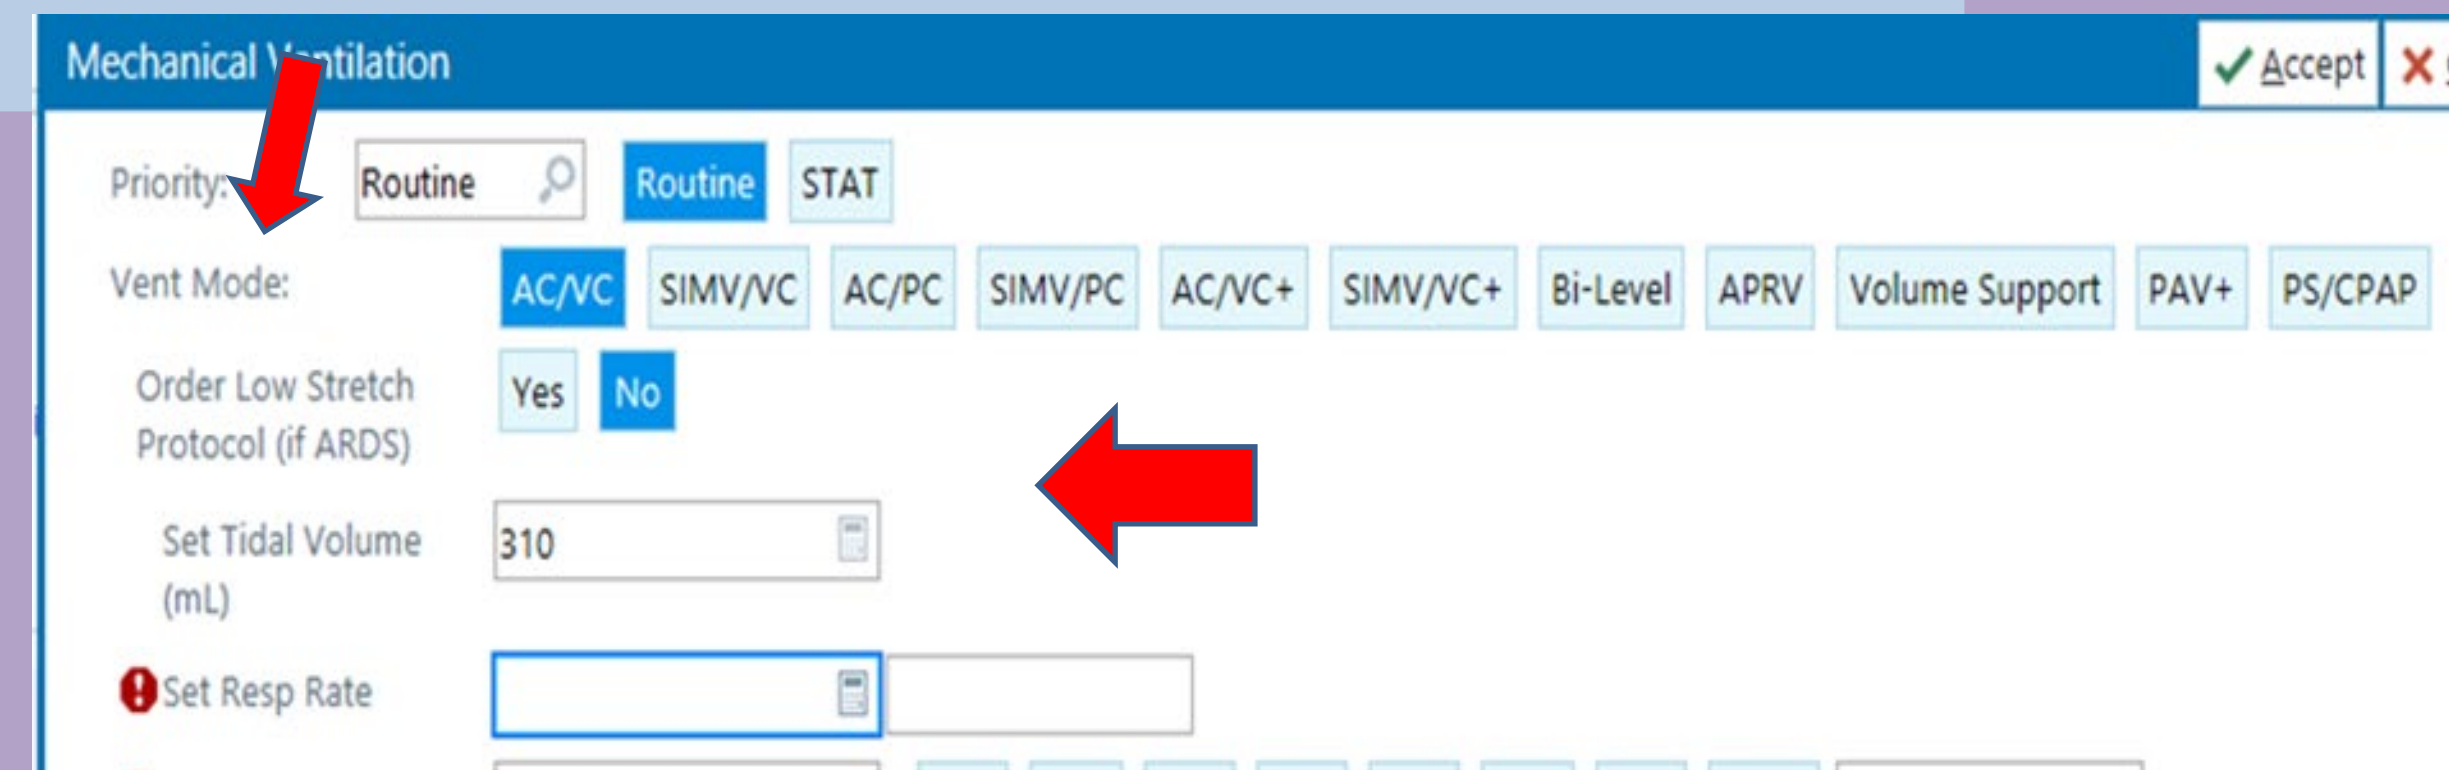 Mechanical Ventilation
Accept
Priority: Routine Routine STAT
Vent Mode: AC/VC SIMV/VC AC/PC SIMV/PC AC/VC+ SIMV/VC+ Bi-Level APRV Volume Support PAV+ PS/CPAP
Order Low Stretch Yes No
Protocol (if ARDS)
Set Tidal Volume 310
(mL)
Set Resp Rate